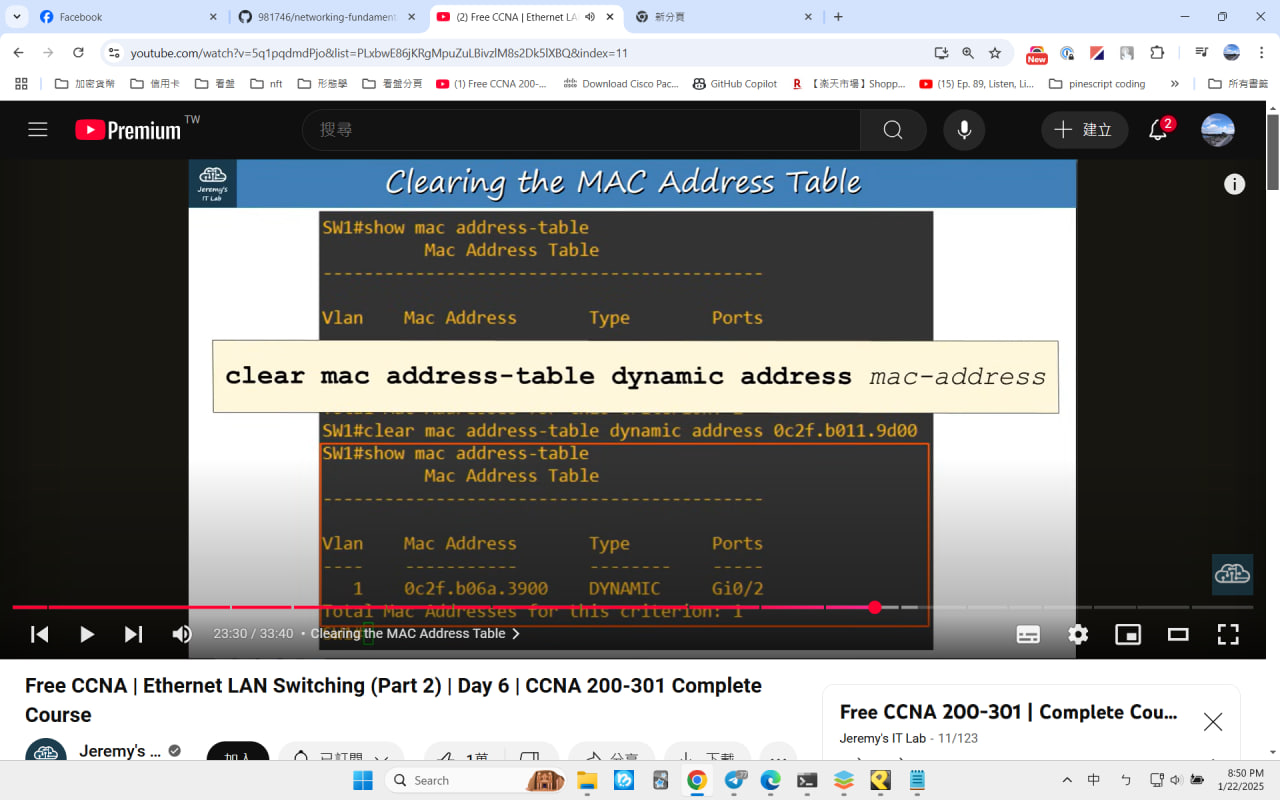 Facebook
981746/networking-fundament
(2) Free CCNA | Ethernet LA
新分頁
youtube.com/watch?v=5q1pqdmdPjo&list=PLxbwE86jKRgMpuZuLBivzlM8s2Dk5lXBQ&index=11
New
加密貨幣
信用卡
看盤
nft
形態學
看盤分頁
(1) Free CCNA 200-...
Download Cisco Pac...
GitHub Copilot
R 【楽天市場】Shopp...
(15) Ep. 89, Listen, Li...
pinescript coding
»
所有書籤
Premium TW
搜尋
建立
2
Jeremy's
IT Lab
Clearing the MAC Address Table
SW1#show mac address-table
Mac Address Table
-------------------------------------------
Vlan Mac Address Type Ports
clear mac address-table dynamic address mac-address
SW1#clear mac address-table dynamic address 0c2f.b011.9d00
SW1#show mac address-table
Mac Address Table
-------------------------------------------
Vlan Mac Address Type Ports
---- ----------- -------- -----
1 0c2f.b06a.3900 DYNAMIC Gi0/2
Total Mac Addresses for this criterion: 1
23:30 / 33:40 • Clearing the MAC Address Table
Free CCNA | Ethernet LAN Switching (Part 2) | Day 6 | CCNA 200-301 Complete
Course
Free CCNA 200-301 | Complete Cou...
Jeremy's IT Lab - 11/123
Jeremy's ...
加入
已訂閱
1萬
分享
下載
Search
77
中
ㄅ
8:50 PM
1/22/2025